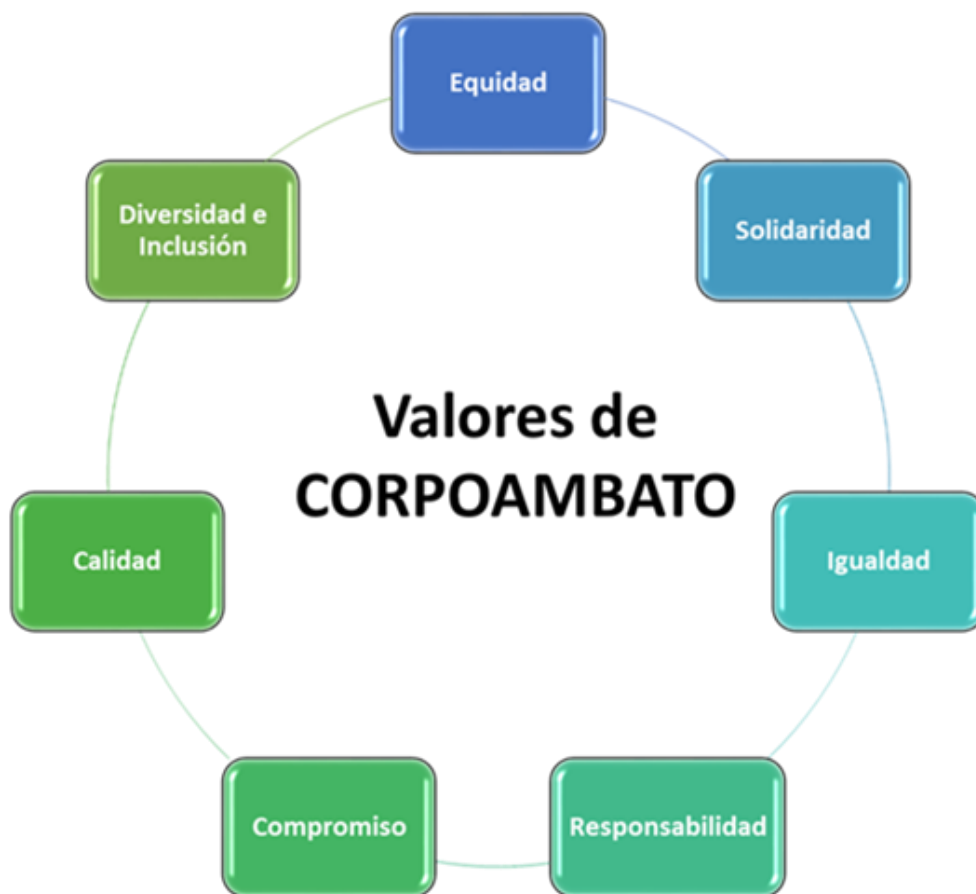 Equidad
Solidaridad
Igualdad
Responsabilidad
Compromiso
Calidad
Diversidad e
Inclusión
Valores de
CORPOAMBATO